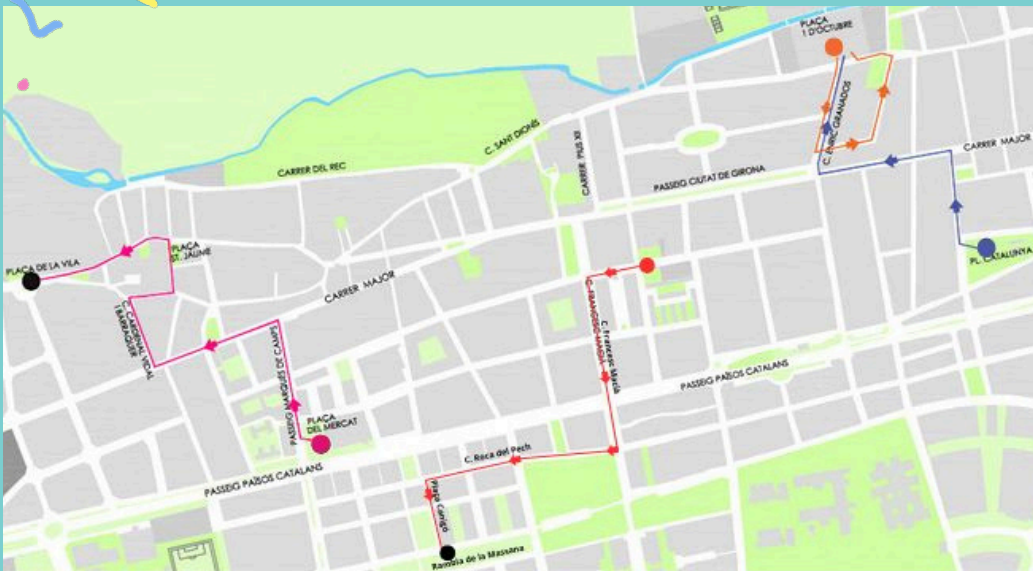 PLAÇA
1 D'OCTUBRE
C. ENRIC GRANADOS
CARRER MAJOR
C. SANT DIONÍS
CARRER PIUS XII
CARRER DEL REC
PASSEIG CIUTAT DE GIRONA
PL. CATALUNYA
PLAÇA
ST. JAUME
PLAÇA DE LA VILA
CARRER MAJOR
C. CARDENAL VIDAL
I BARRAQUER
C. FRANCESC MACIÀ
C. Francesc Macià
PASSEIG MARQUÈS DE CAMPS
PASSEIG PAÏSOS CATALANS
PLAÇA
DEL MERCAT
C. Roca del Pech
PASSEIG PAÏSOS CATALANS
Plaça Canigó
Rambla de la Massana